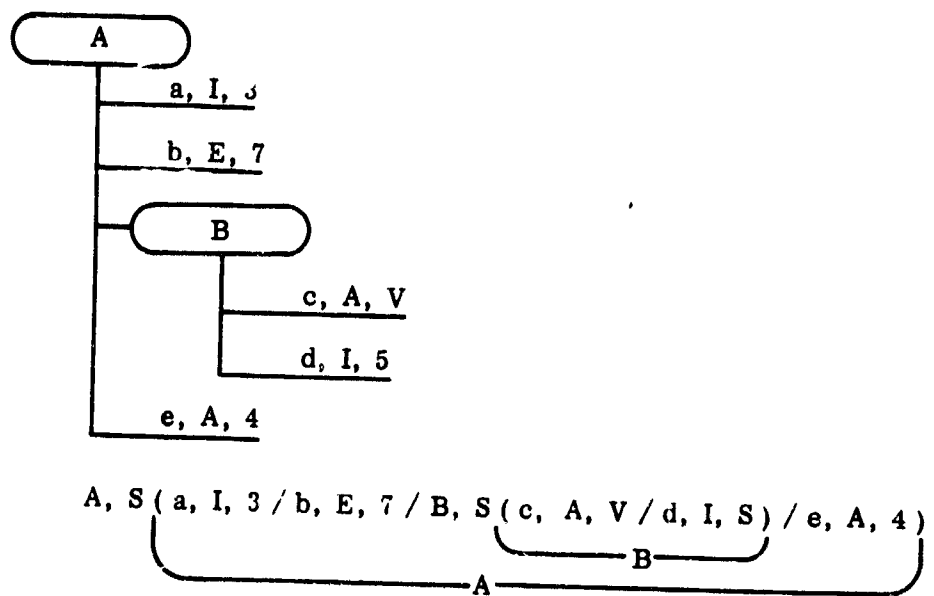 A
a, I, 3
b, E, 7
B
c, A, V
d, I, 5
e, A, 4
A, S ( a, I, 3 / b, E, 7 / B, S ( c, A, V / d, I, S ) / e, A, 4 )
B
A